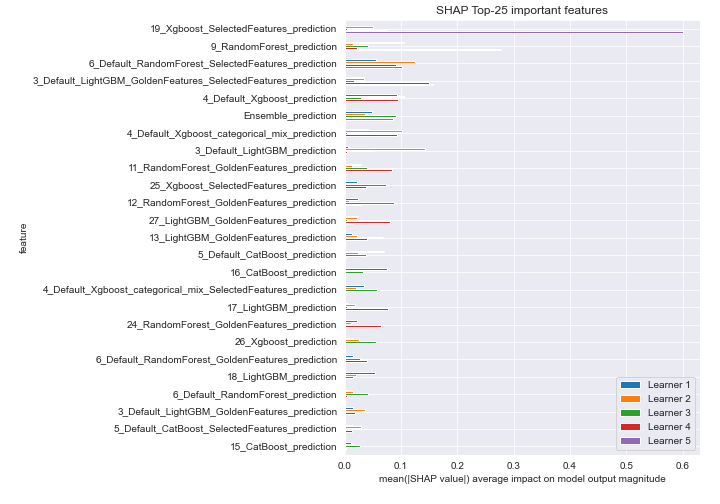 SHAP Top-25 important features
19_Xgboost_SelectedFeatures_prediction
9_RandomForest_prediction
6_Default_RandomForest_SelectedFeatures_prediction
3_Default_LightGBM_GoldenFeatures_SelectedFeatures_prediction
4_Default_Xgboost_prediction
Ensemble_prediction
4_Default_Xgboost_categorical_mix_prediction
3_Default_LightGBM_prediction
11_RandomForest_GoldenFeatures_prediction
25_Xgboost_SelectedFeatures_prediction
12_RandomForest_GoldenFeatures_prediction
27_LightGBM_GoldenFeatures_prediction
13_LightGBM_GoldenFeatures_prediction
5_Default_CatBoost_prediction
16_CatBoost_prediction
4_Default_Xgboost_categorical_mix_SelectedFeatures_prediction
17_LightGBM_prediction
24_RandomForest_GoldenFeatures_prediction
26_Xgboost_prediction
6_Default_RandomForest_GoldenFeatures_prediction
18_LightGBM_prediction
6_Default_RandomForest_prediction
3_Default_LightGBM_GoldenFeatures_prediction
5_Default_CatBoost_SelectedFeatures_prediction
15_CatBoost_prediction
feature
Learner 1
Learner 2
Learner 3
Learner 4
Learner 5
0.0 0.1 0.2 0.3 0.4 0.5 0.6
mean(|SHAP value|) average impact on model output magnitude